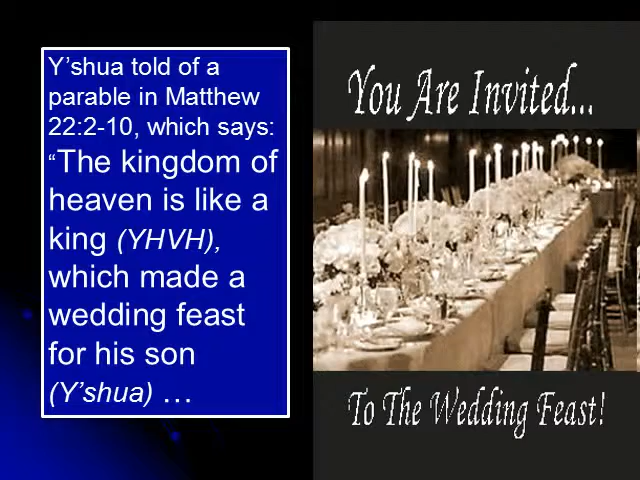 Y’shua told of a
parable in Matthew
22:2-10, which says:
“The kingdom of
heaven is like a
king (YHVH),
which made a
wedding feast
for his son
(Y’shua) …
You Are Invited...
To The Wedding Feast!